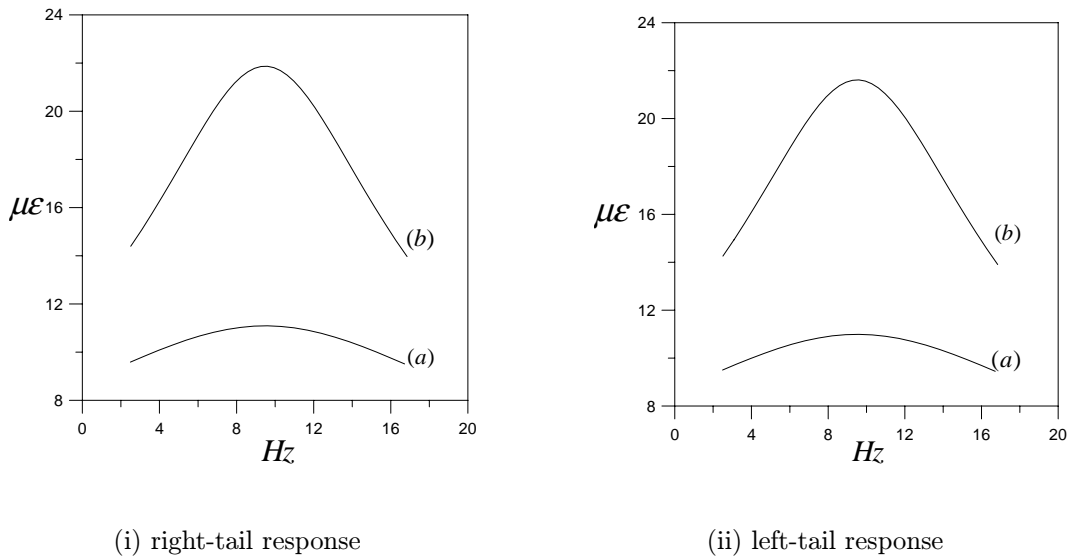 24
20
16
12
8
με
(b)
(a)
0 4 8 12 16 20
Hz
(i) right-tail response
24
20
16
12
8
με
(b)
(a)
0 4 8 12 16 20
Hz
(ii) left-tail response